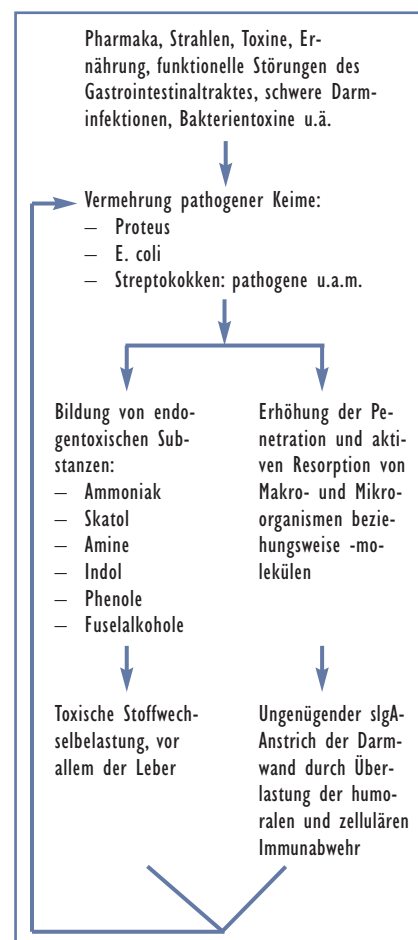 Pharmaka, Strahlen, Toxine, Er-
nährung, funktionelle Störungen des
Gastrointestinaltraktes, schwere Darm-
infektionen, Bakterientoxine u.ä.
Vermehrung pathogener Keime:
– Proteus
– E. coli
– Streptokokken: pathogene u.a.m.
Bildung von endo-
gentoxischen Sub-
stanzen:
– Ammoniak
– Skatol
– Amine
– Indol
– Phenole
– Fuselalkohole
Toxische Stoffwech-
selbelastung, vor
allem der Leber
Erhöhung der Pe-
netration und akti-
ven Resorption von
Makro- und Mikro-
organismen bezie-
hungsweise -mo-
lekülen
Ungenügender sIgA-
Anstrich der Darm-
wand durch Über-
lastung der humo-
ralen und zellulären
Immunabwehr